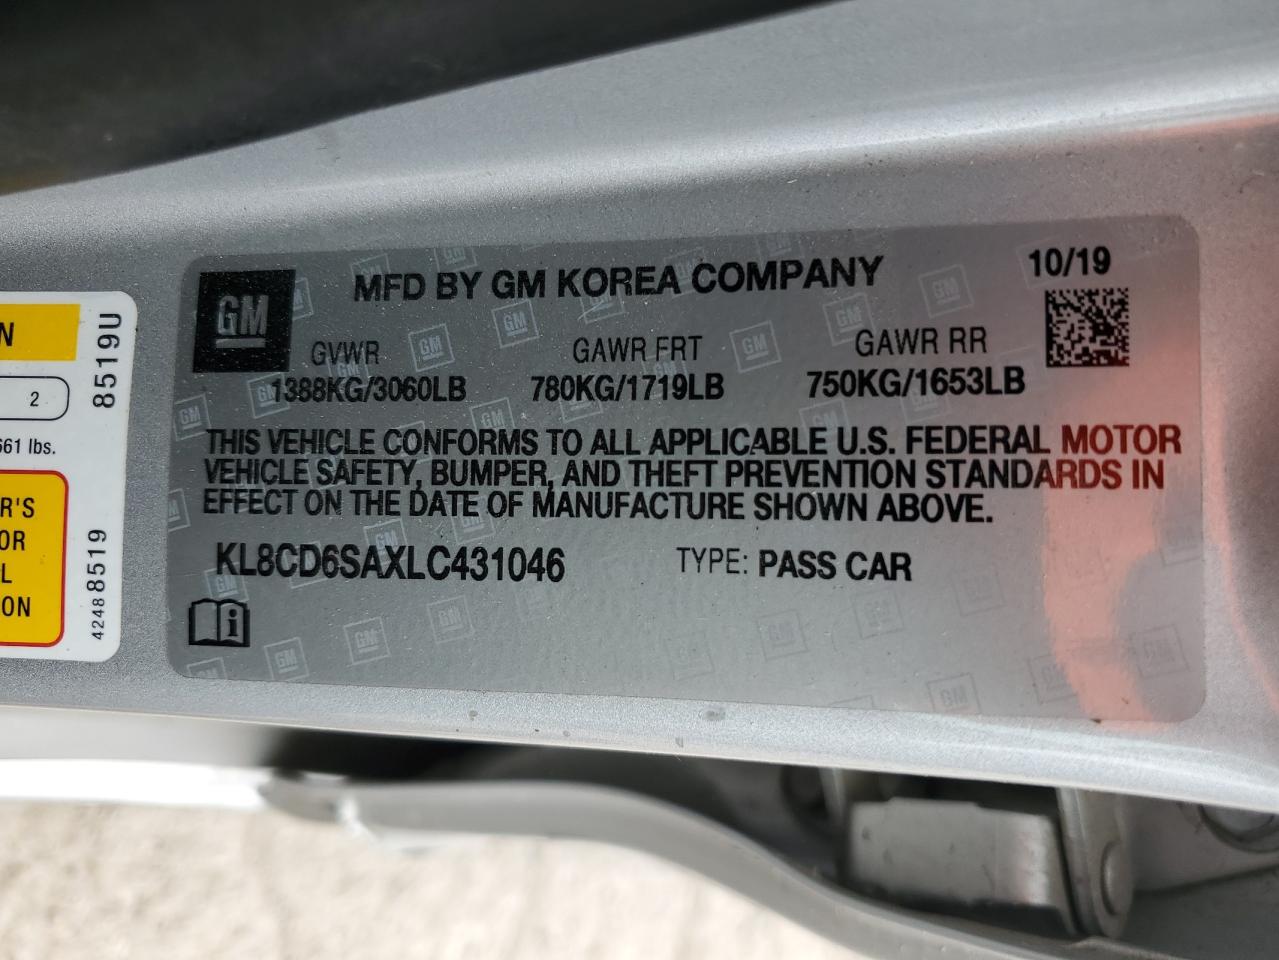 GM
MFD BY GM KOREA COMPANY
10/19
GVWR
GAWR FRT
GAWR RR
1388KG/3060LB
780KG/1719LB
750KG/1653LB
THIS VEHICLE CONFORMS TO ALL APPLICABLE U.S. FEDERAL MOTOR
VEHICLE SAFETY, BUMPER, AND THEFT PREVENTION STANDARDS IN
EFFECT ON THE DATE OF MANUFACTURE SHOWN ABOVE.
KL8CD6SAXLC431046
TYPE: PASS CAR
i
N
2
661 lbs.
R'S
OR
L
ON
8519U
42488519